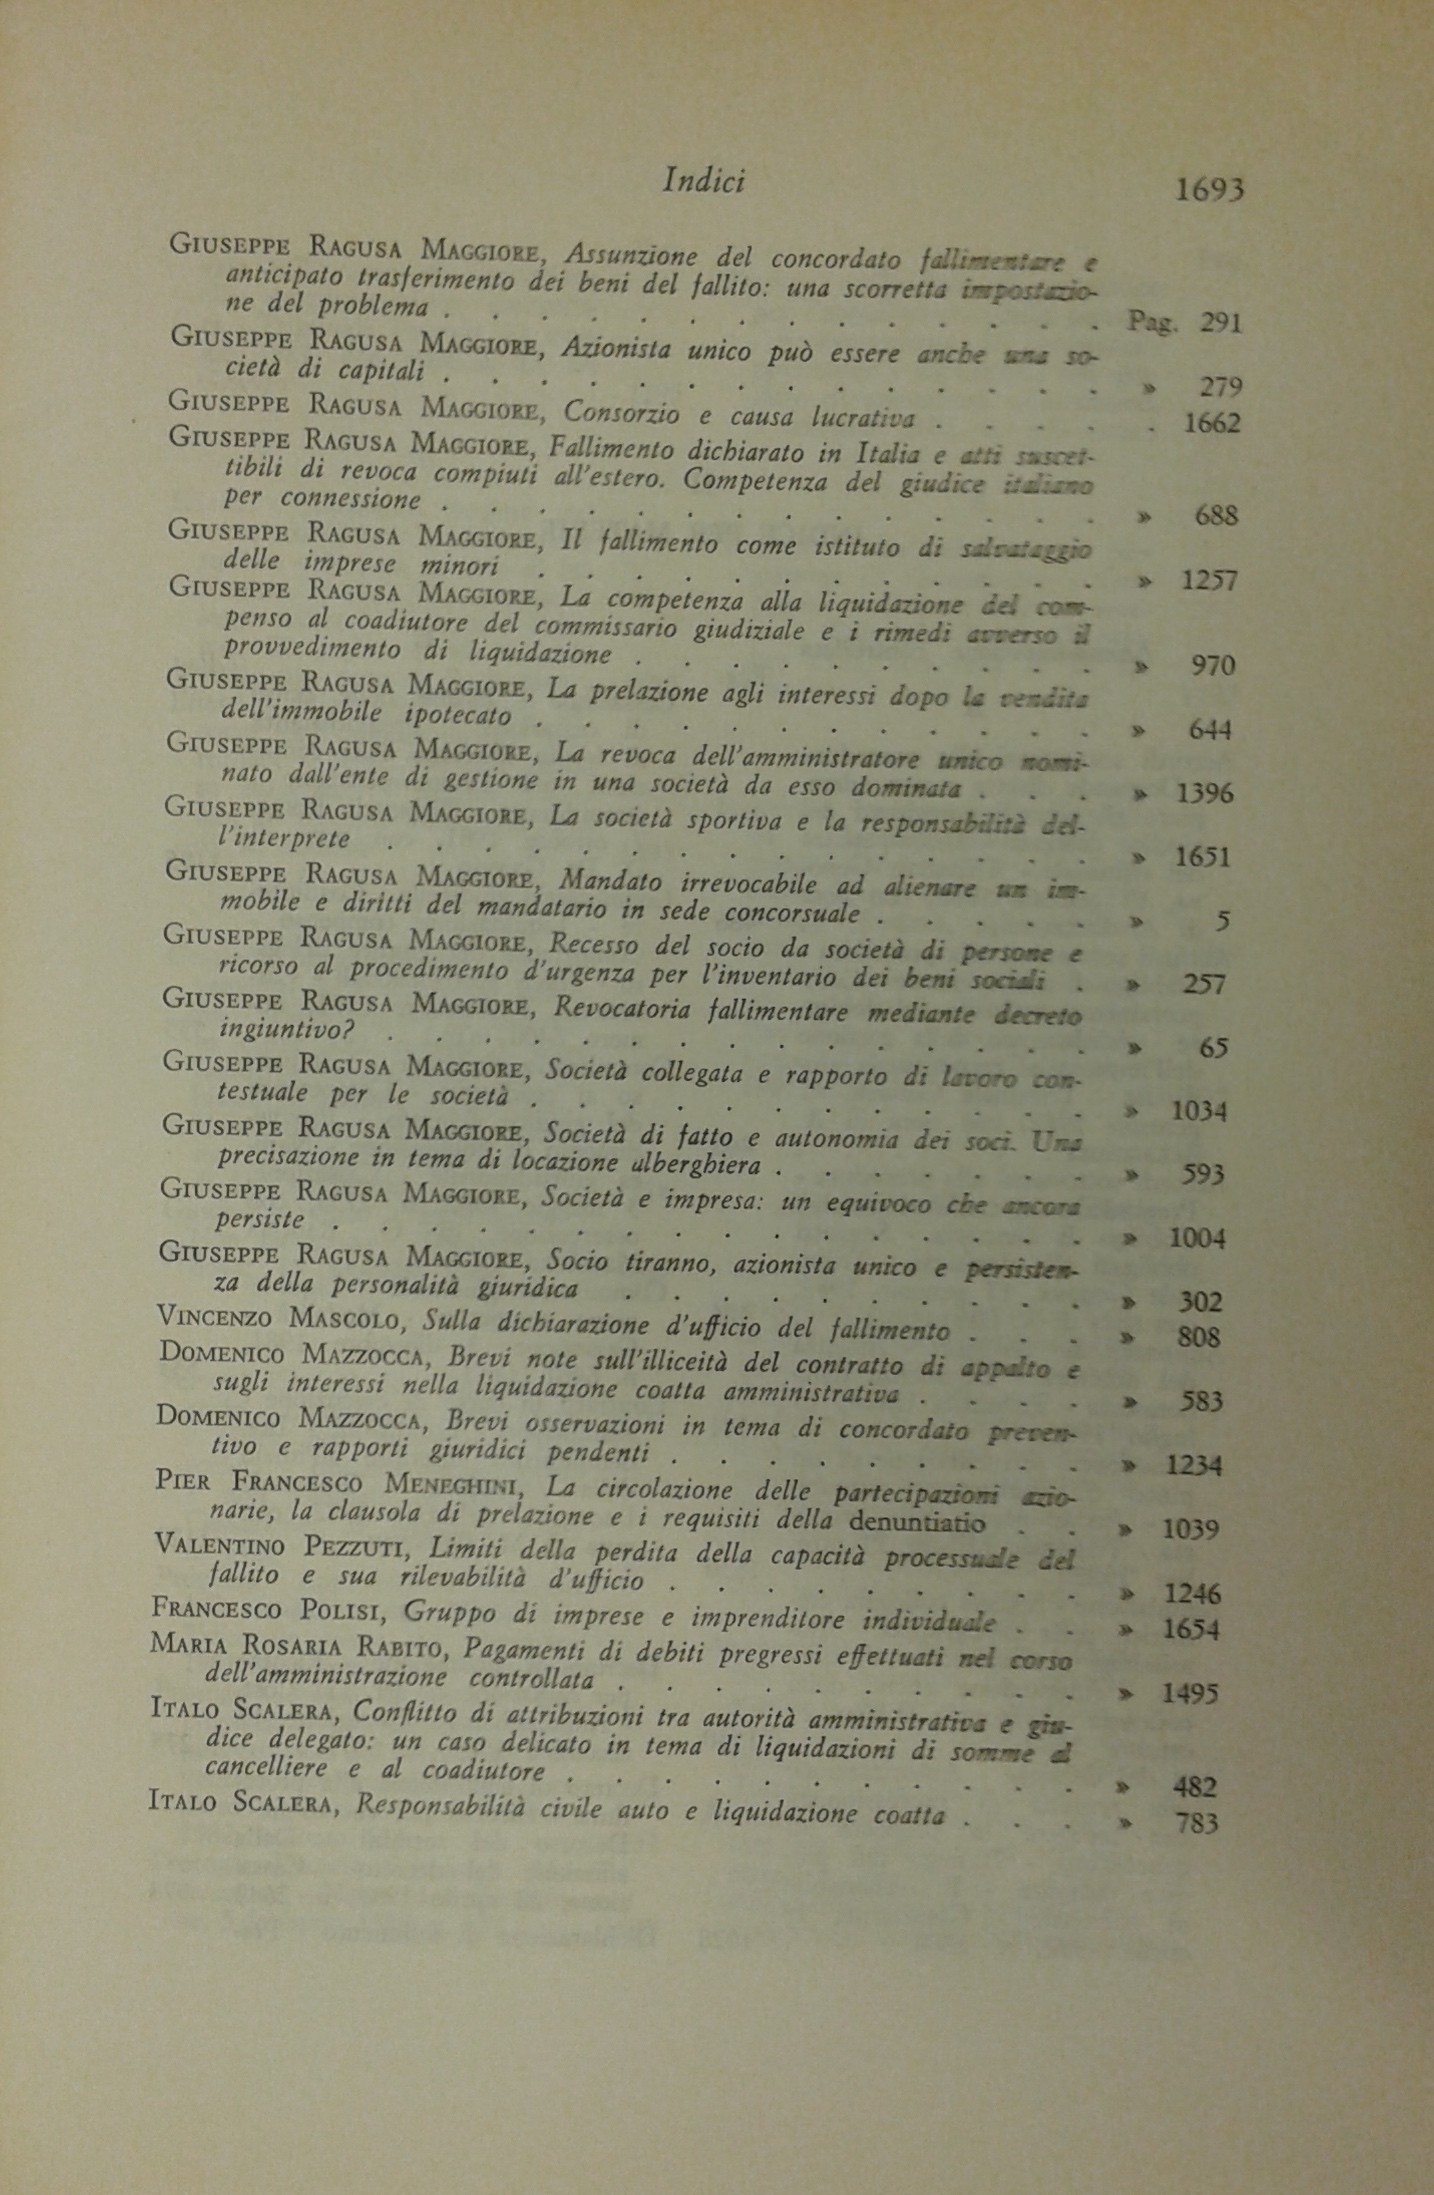 Indici 1693
GIUSEPPE RAGUSA MAGGIORE, Assunzione del concordato fallimentare e
anticipato trasferimento dei beni del fallito: una scorretta impostazio-
ne del problema . . . . . . . . . . . . . . Pag. 291
GIUSEPPE RAGUSA MAGGIORE, Azionista unico può essere anche una so-
cietà di capitali . . . . . . . . . . . . . . » 279
GIUSEPPE RAGUSA MAGGIORE, Consorzio e causa lucrativa . . . . . 1662
GIUSEPPE RAGUSA MAGGIORE, Fallimento dichiarato in Italia e atti suscet-
tibili di revoca compiuti all'estero. Competenza del giudice italiano
per connessione . . . . . . . . . . . . . . » 688
GIUSEPPE RAGUSA MAGGIORE, Il fallimento come istituto di salvataggio
delle imprese minori . . . . . . . . . . . . » 1257
GIUSEPPE RAGUSA MAGGIORE, La competenza alla liquidazione del com-
penso al coadiutore del commissario giudiziale e i rimedi avverso il
provvedimento di liquidazione . . . . . . . . . . » 970
GIUSEPPE RAGUSA MAGGIORE, La prelazione agli interessi dopo la vendita
dell'immobile ipotecato . . . . . . . . . . . . » 644
GIUSEPPE RAGUSA MAGGIORE, La revoca dell'amministratore unico nomi-
nato dall'ente di gestione in una società da esso dominata . . . » 1396
GIUSEPPE RAGUSA MAGGIORE, La società sportiva e la responsabilità del-
l'interprete . . . . . . . . . . . . . . . » 1651
GIUSEPPE RAGUSA MAGGIORE, Mandato irrevocabile ad alienare un im-
mobile e diritti del mandatario in sede concorsuale . . . . . » 5
GIUSEPPE RAGUSA MAGGIORE, Recesso del socio da società di persone e
ricorso al procedimento d'urgenza per l'inventario dei beni sociali . » 257
GIUSEPPE RAGUSA MAGGIORE, Revocatoria fallimentare mediante decreto
ingiuntivo? . . . . . . . . . . . . . . . » 65
GIUSEPPE RAGUSA MAGGIORE, Società collegata e rapporto di lavoro con-
testuale per le società . . . . . . . . . . . . » 1034
GIUSEPPE RAGUSA MAGGIORE, Società di fatto e autonomia dei soci. Una
precisazione in tema di locazione alberghiera . . . . . . . » 593
GIUSEPPE RAGUSA MAGGIORE, Società e impresa: un equivoco che ancora
persiste . . . . . . . . . . . . . . . . » 1004
GIUSEPPE RAGUSA MAGGIORE, Socio tiranno, azionista unico e persisten-
za della personalità giuridica . . . . . . . . . . » 302
VINCENZO MASCOLO, Sulla dichiarazione d'ufficio del fallimento . . . » 808
DOMENICO MAZZOCCA, Brevi note sull'illiceità del contratto di appalto e
sugli interessi nella liquidazione coatta amministrativa . . . . » 583
DOMENICO MAZZOCCA, Brevi osservazioni in tema di concordato preven-
tivo e rapporti giuridici pendenti . . . . . . . . . » 1234
PIER FRANCESCO MENEGHINI, La circolazione delle partecipazioni azio-
narie, la clausola di prelazione e i requisiti della denuntiatio . . » 1039
VALENTINO PEZZUTI, Limiti della perdita della capacità processuale del
fallito e sua rilevabilità d'ufficio . . . . . . . . . » 1246
FRANCESCO POLISI, Gruppo di imprese e imprenditore individuale . . » 1654
MARIA ROSARIA RABITO, Pagamenti di debiti pregressi effettuati nel corso
dell'amministrazione controllata . . . . . . . . . . » 1495
ITALO SCALERA, Conflitto di attribuzioni tra autorità amministrativa e giu-
dice delegato: un caso delicato in tema di liquidazioni di somme al
cancelliere e al coadiutore . . . . . . . . . . . » 482
ITALO SCALERA, Responsabilità civile auto e liquidazione coatta . . . » 783